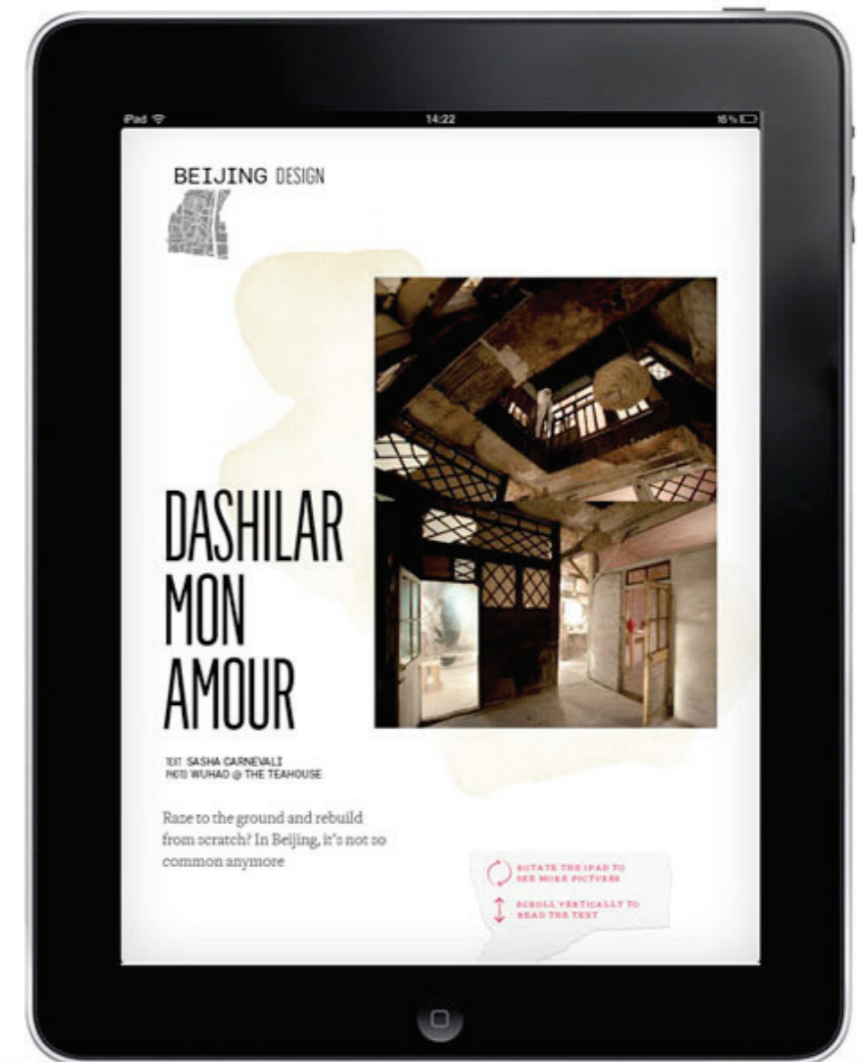 iPad 14:22 15%
BEIJING DESIGN
DASHILAR
MON
AMOUR
TEXT SASHA CARNEVALI
PHOTO WUHAO @ THE TEAHOUSE
Raze to the ground and rebuild
from scratch? In Beijing, it's not so
common anymore
ROTATE THE IPAD TO
SEE MORE PICTURES
SCROLL VERTICALLY TO
READ THE TEXT